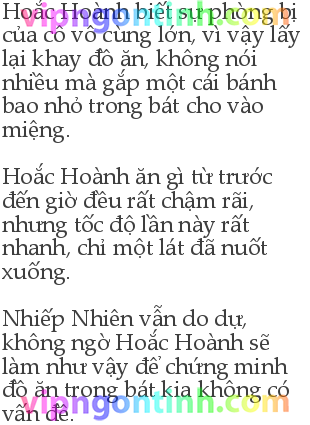 Hoắc Hoành biết sự phòng bị
của cô vô cùng lớn, vì vậy lấy
lại khay đồ ăn, không nói
nhiều mà gắp một cái bánh
bao nhỏ trong bát cho vào
miệng.
Hoắc Hoành ăn gì từ trước
đến giờ đều rất chậm rãi,
nhưng tốc độ lần này rất
nhanh, chỉ một lát đã nuốt
xuống.
Nhiếp Nhiên vẫn do dự,
không ngờ Hoắc Hoành sẽ
làm như vậy để chứng minh
đồ ăn trong bát kia không có
vấn đề.
vipngontinh.com
vipngontinh.com